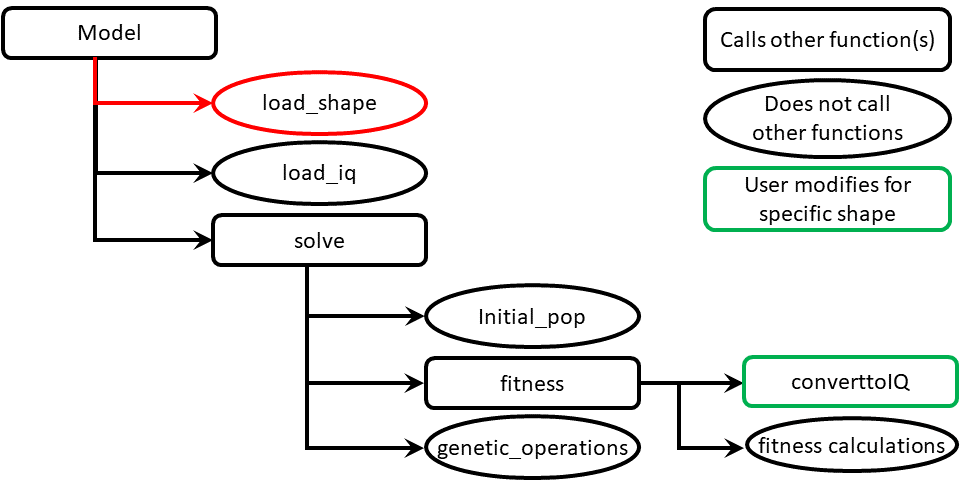 Model
Calls other function(s)
load_shape
Does not call
other functions
load_iq
User modifies for
specific shape
solve
Initial_pop
fitness
converttoIQ
genetic_operations
fitness calculations